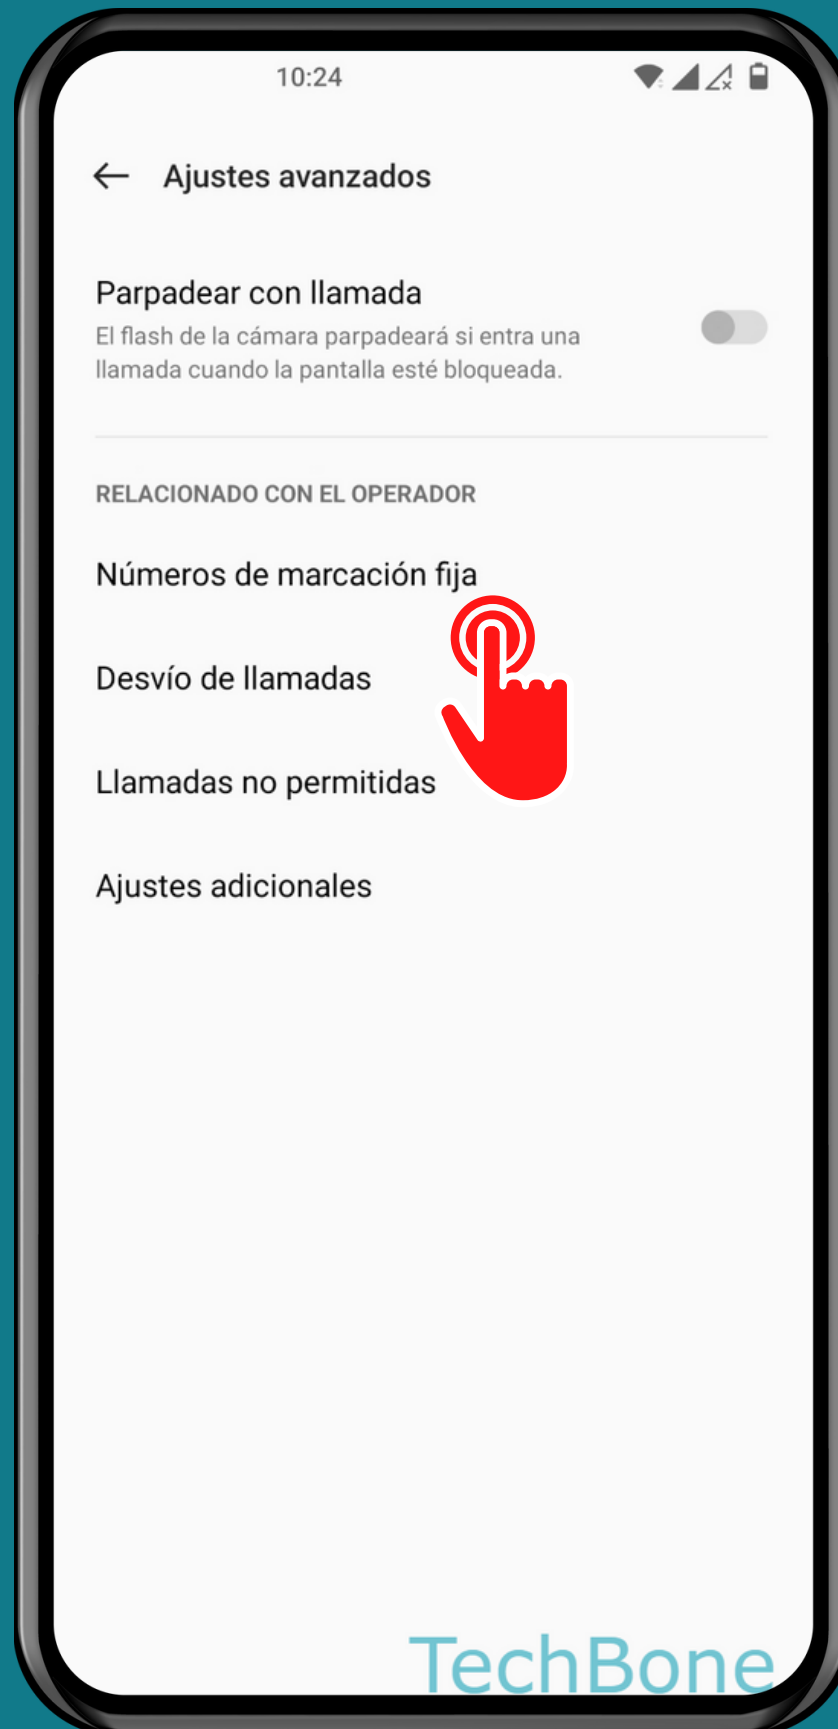 10:24
Ajustes avanzados
Parpadear con llamada
El flash de la cámara parpadeará si entra una
llamada cuando la pantalla esté bloqueada.
RELACIONADO CON EL OPERADOR
Números de marcación fija
Desvío de llamadas
Llamadas no permitidas
Ajustes adicionales
TechBone